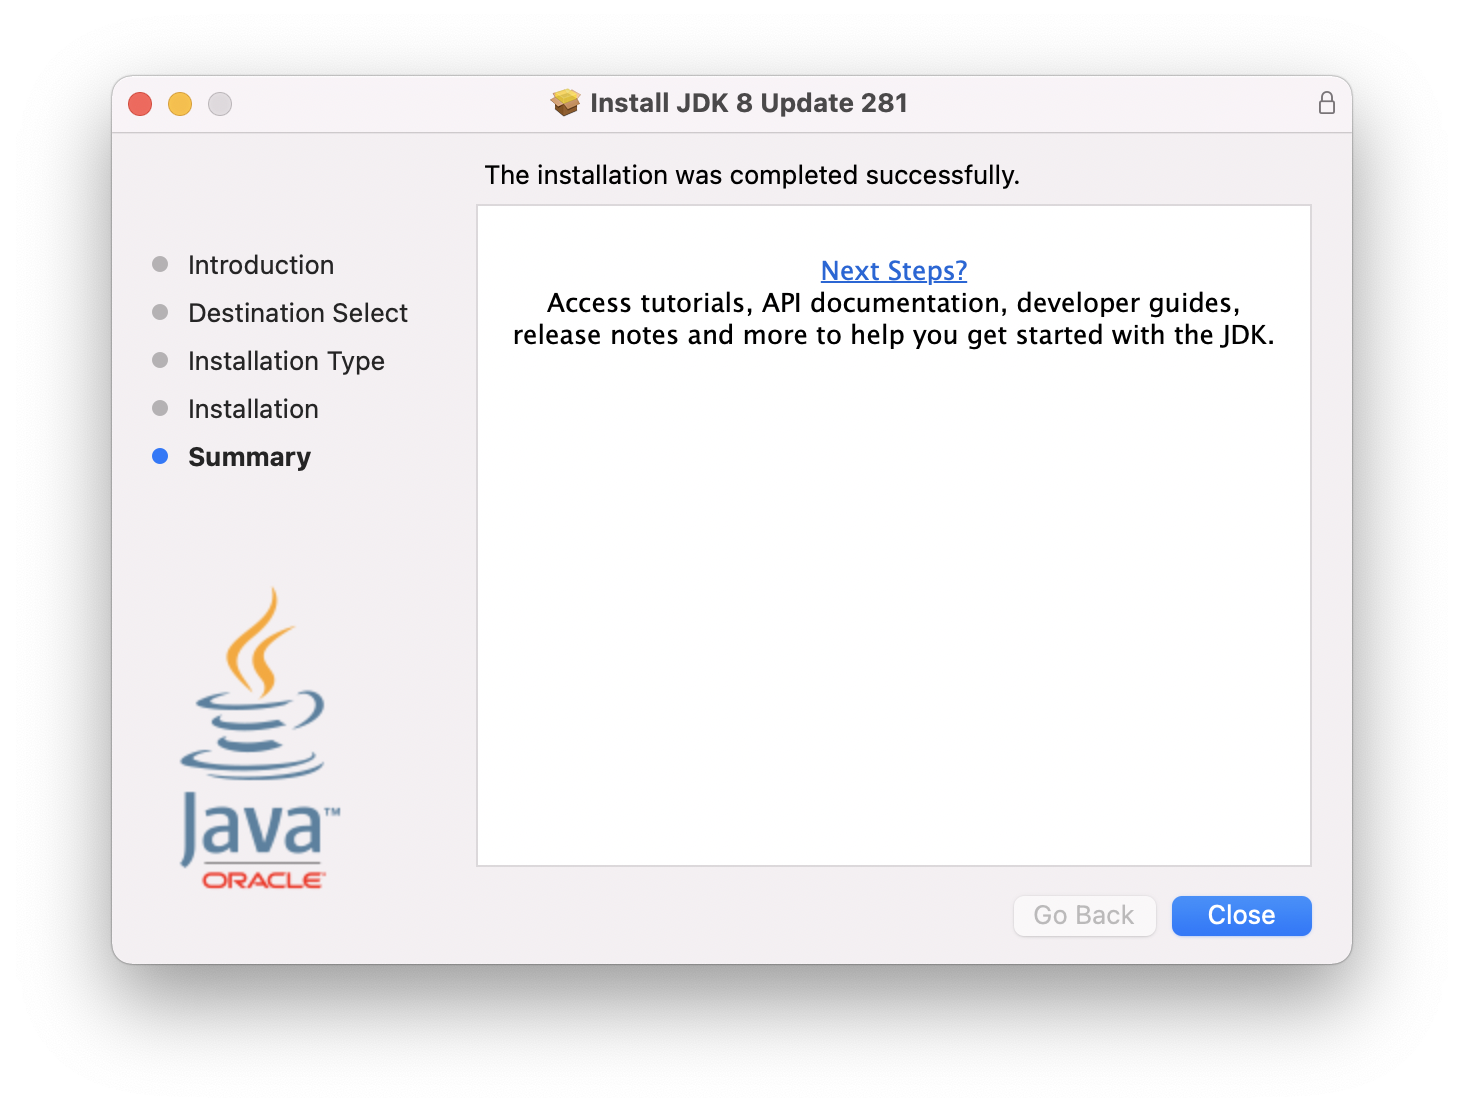 Install JDK 8 Update 281
The installation was completed successfully.
Introduction
Destination Select
Installation Type
Installation
Summary
Next Steps?
Access tutorials, API documentation, developer guides,
release notes and more to help you get started with the JDK.
Java™
ORACLE
Go Back
Close